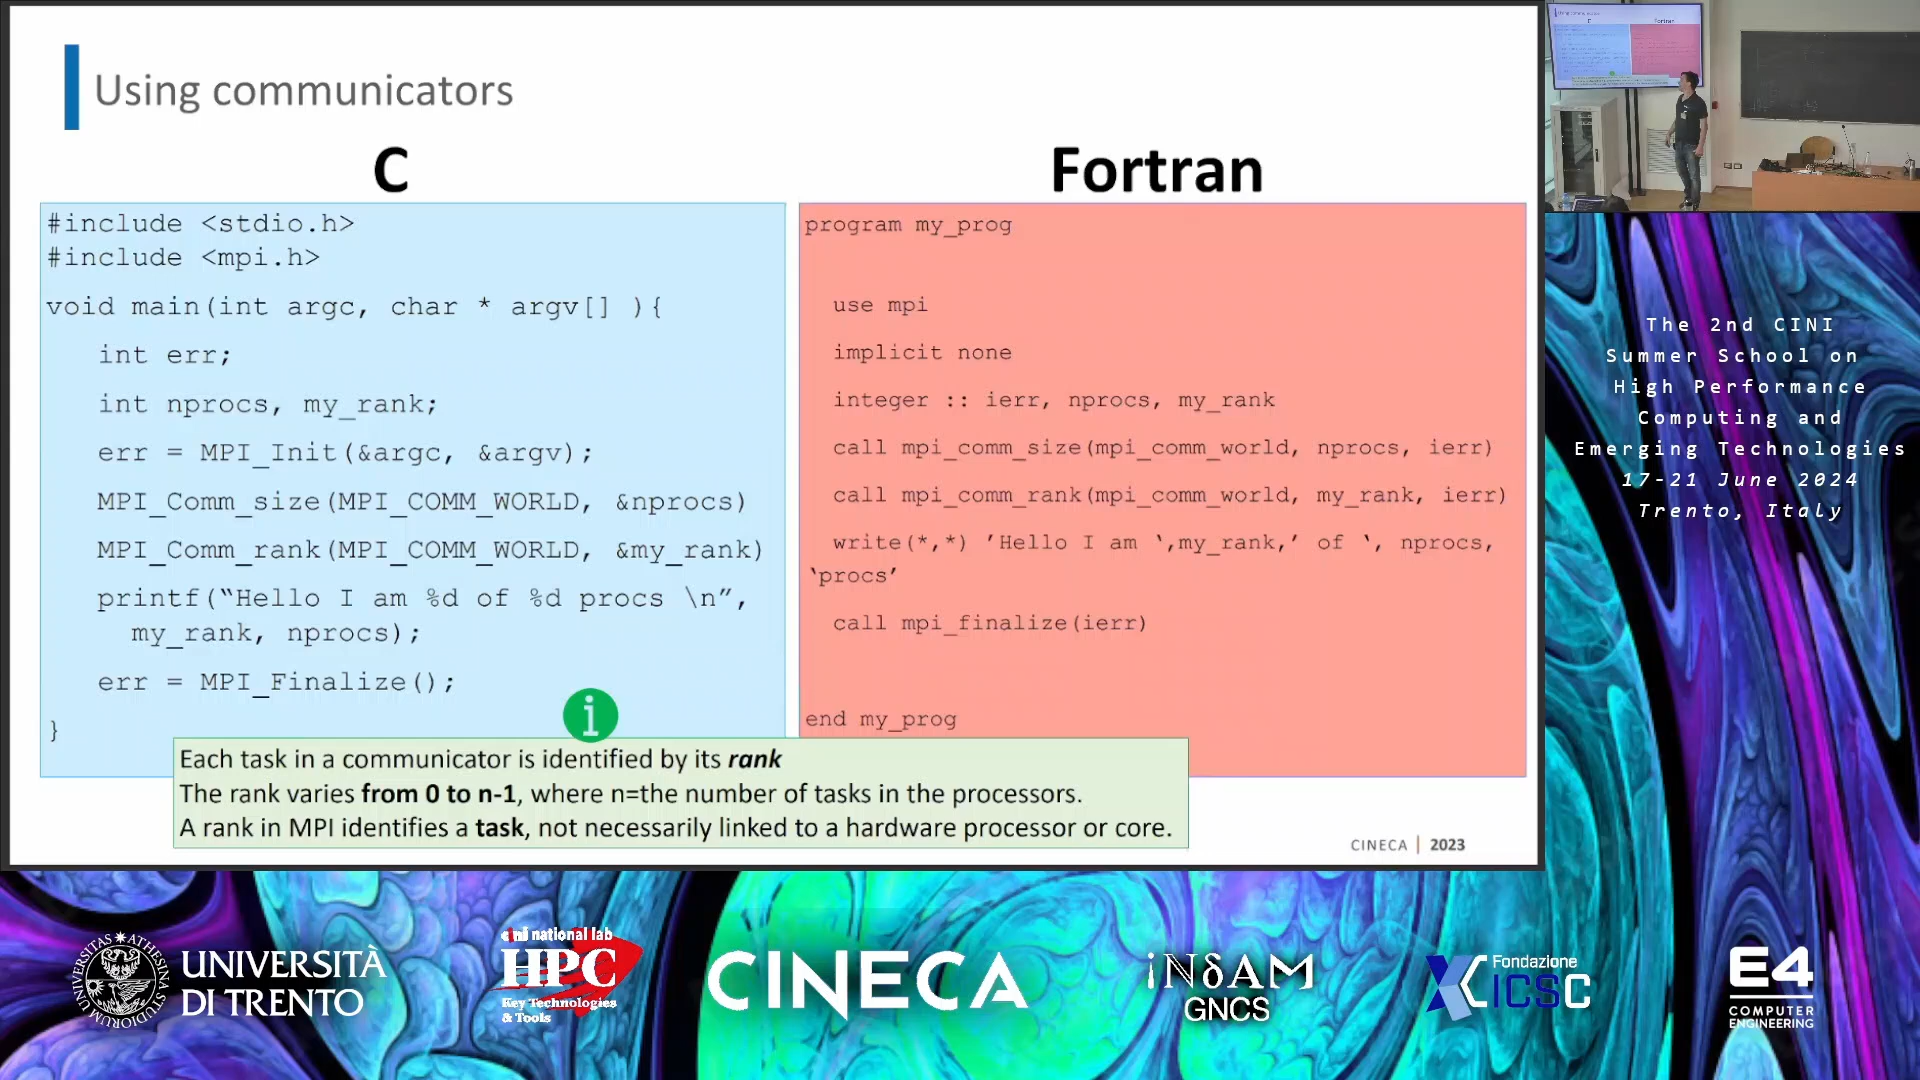 Using communicators
C
#include <stdio.h>
#include <mpi.h>
void main(int argc, char * argv[] ){
int err;
int nprocs, my_rank;
err = MPI_Init(&argc, &argv);
MPI_Comm_size(MPI_COMM_WORLD, &nprocs)
MPI_Comm_rank(MPI_COMM_WORLD, &my_rank)
printf(“Hello I am %d of %d procs \n”,
my_rank, nprocs);
err = MPI_Finalize();
}
Fortran
program my_prog
use mpi
implicit none
integer :: ierr, nprocs, my_rank
call mpi_comm_size(mpi_comm_world, nprocs, ierr)
call mpi_comm_rank(mpi_comm_world, my_rank, ierr)
write(*,*) ’Hello I am ‘,my_rank,’ of ‘, nprocs,
‘procs’
call mpi_finalize(ierr)
end my_prog
i
Each task in a communicator is identified by its rank
The rank varies from 0 to n-1, where n=the number of tasks in the processors.
A rank in MPI identifies a task, not necessarily linked to a hardware processor or core.
CINECA | 2023
Using communicators
Fortran
The 2nd CINI
Summer School on
High Performance
Computing and
Emerging Technologies
17-21 June 2024
Trento, Italy
UNIVERSITÀ
DI TRENTO
cini national lab
HPC
Key Technologies
& Tools
CINECA
iNδAM
GNCS
Fondazione
ICSC
E4
COMPUTER
ENGINEERING